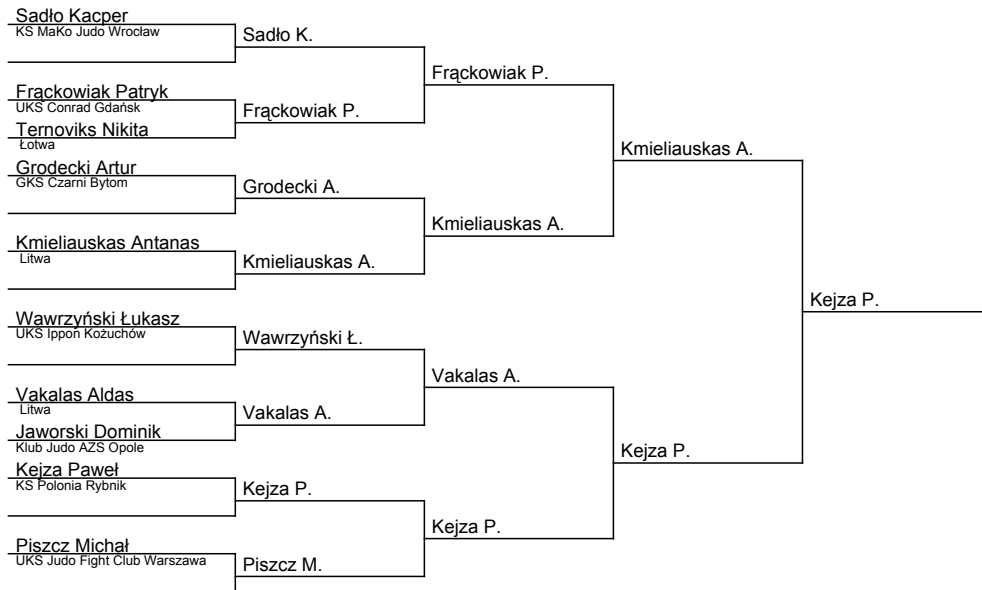 Sadło Kacper
KS MaKo Judo Wrocław
Sadło K.
Frąckowiak P.
Frąckowiak Patryk
UKS Conrad Gdańsk
Frąckowiak P.
Ternoviks Nikita
Łotwa
Kmieliauskas A.
Grodecki Artur
GKS Czarni Bytom
Grodecki A.
Kmieliauskas A.
Kmieliauskas Antanas
Litwa
Kmieliauskas A.
Kejza P.
Wawrzyński Łukasz
UKS Ippon Kożuchów
Wawrzyński Ł.
Vakalas A.
Vakalas Aldas
Litwa
Vakalas A.
Jaworski Dominik
Klub Judo AZS Opole
Kejza P.
Kejza Paweł
KS Polonia Rybnik
Kejza P.
Kejza P.
Piszcz Michał
UKS Judo Fight Club Warszawa
Piszcz M.